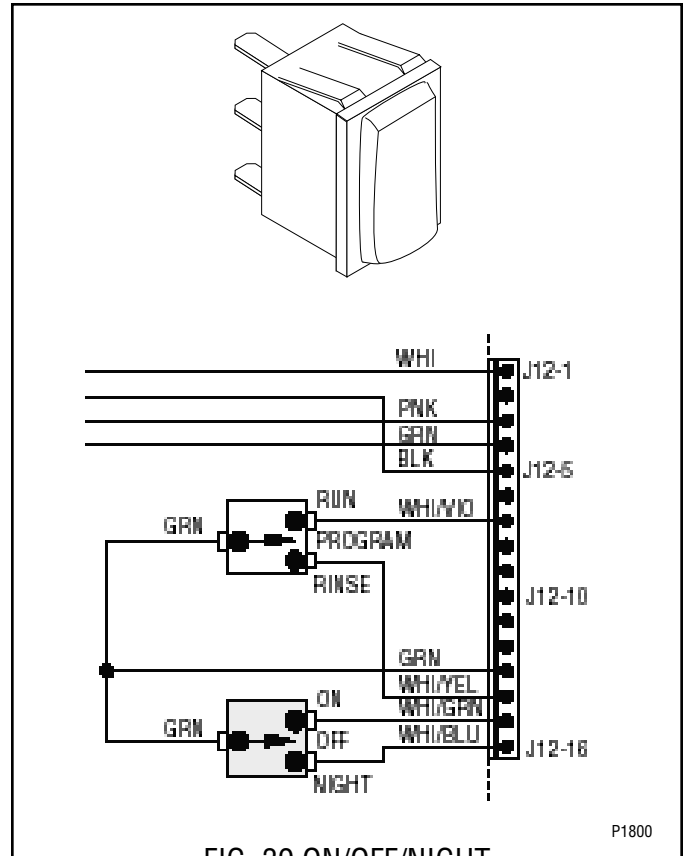 WHI
J12-1
PNK
GRN
BLK
J12-5
RUN
WHI/VIO
GRN
PROGRAM
RINSE
J12-10
GRN
WHI/YEL
ON
WHI/GRN
GRN
OFF
WHI/BLU
J12-16
NIGHT
P1800
FIG. ON/OFF/NIGHT